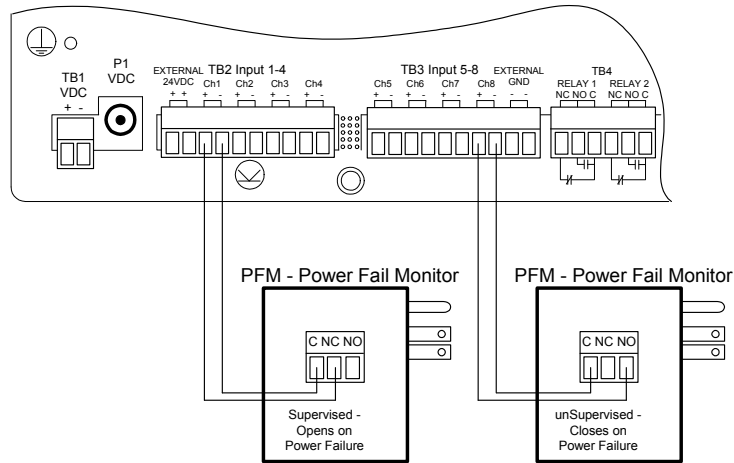 P1
VDC
TB1
VDC
+ -
EXTERNAL
24VDC
+ +
TB2 Input 1-4
Ch1 Ch2 Ch3 Ch4
+ - + - + - + -
TB3 Input 5-8
Ch5 Ch6 Ch7 Ch8
+ - + - + - + -
EXTERNAL
GND
- -
TB4
RELAY 1 RELAY 2
NC NO C NC NO C
PFM - Power Fail Monitor
C NC NO
Supervised -
Opens on
Power Failure
PFM - Power Fail Monitor
C NC NO
unSupervised -
Closes on
Power Failure